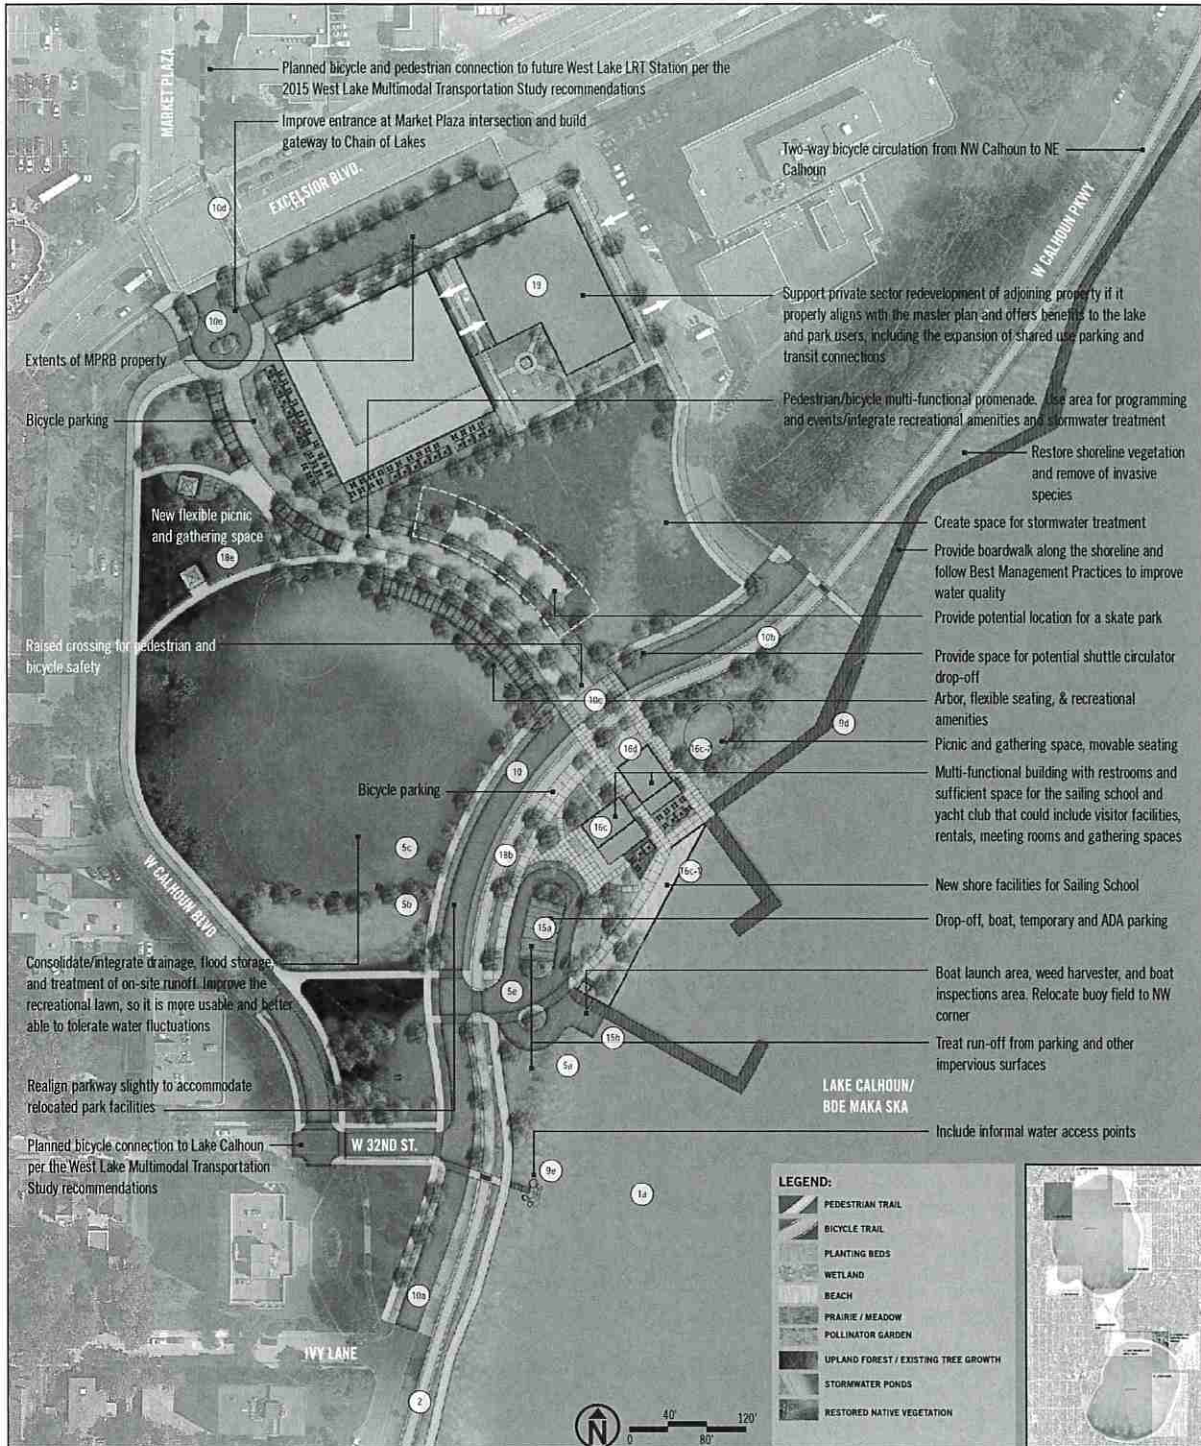 Planned bicycle and pedestrian connection to future West Lake LRT Station per the
2015 West Lake Multimodal Transportation Study recommendations
MARKET PLAZA
Improve entrance at Market Plaza intersection and build
gateway to Chain of Lakes
Two-way bicycle circulation from NW Calhoun to NE
Calhoun
EXCELSIOR BLVD.
10d
W CALHOUN PKWY
19
Support private sector redevelopment of adjoining property if it
properly aligns with the master plan and offers benefits to the lake
and park users, including the expansion of shared use parking and
transit connections
10e
Extents of MPRB property
Bicycle parking
Pedestrian/bicycle multi-functional promenade. Use area for programming
and events/integrate recreational amenities and stormwater treatment
Restore shoreline vegetation
and remove of invasive
species
New flexible picnic
and gathering space
18e
Create space for stormwater treatment
Provide boardwalk along the shoreline and
follow Best Management Practices to improve
water quality
Provide potential location for a skate park
Raised crossing for pedestrian and
bicycle safety
10b
Provide space for potential shuttle circulator
drop-off
10c
Arbor, flexible seating, & recreational
amenities
9d
16d
16c-2
Picnic and gathering space, movable seating
10
Bicycle parking
Multi-functional building with restrooms and
sufficient space for the sailing school and
yacht club that could include visitor facilities,
rentals, meeting rooms and gathering spaces
16c
5c
18b
16c-1
New shore facilities for Sailing School
5b
W CALHOUN BLVD
15a
Drop-off, boat, temporary and ADA parking
Consolidate/integrate drainage, flood storage,
and treatment of on-site runoff. Improve the
recreational lawn, so it is more usable and better
able to tolerate water fluctuations
5e
Boat launch area, weed harvester, and boat
inspections area. Relocate buoy field to NW
corner
15b
5a
Treat run-off from parking and other
impervious surfaces
Realign parkway slightly to accommodate
relocated park facilities
LAKE CALHOUN/
BDE MAKA SKA
Planned bicycle connection to Lake Calhoun
per the West Lake Multimodal Transportation
Study recommendations
W 32ND ST.
Include informal water access points
9e
LEGEND:
PEDESTRIAN TRAIL
BICYCLE TRAIL
PLANTING BEDS
WETLAND
BEACH
PRAIRIE / MEADOW
POLLINATOR GARDEN
UPLAND FOREST / EXISTING TREE GROWTH
STORMWATER PONDS
RESTORED NATIVE VEGETATION
10a
IVY LANE
2
N
40'
120'
0
80'